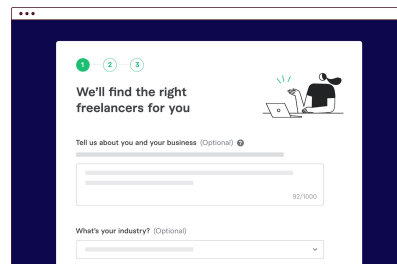 1 2 3
We'll find the right
freelancers for you
Tell us about you and your business (Optional) ?
92/1000
What's your industry? (Optional)